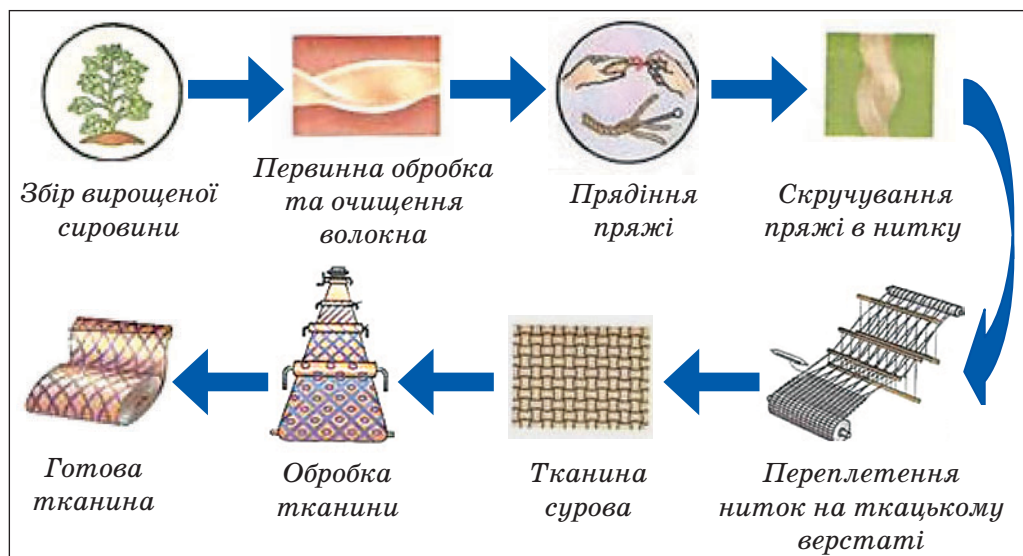 Збір вирощеної
сировини
Первинна обробка
та очищення
волокна
Прядіння
пряжі
Скручування
пряжі в нитку
Готова
тканина
Обробка
тканини
Тканина
сурова
Переплетення
ниток на ткацькому
верстаті